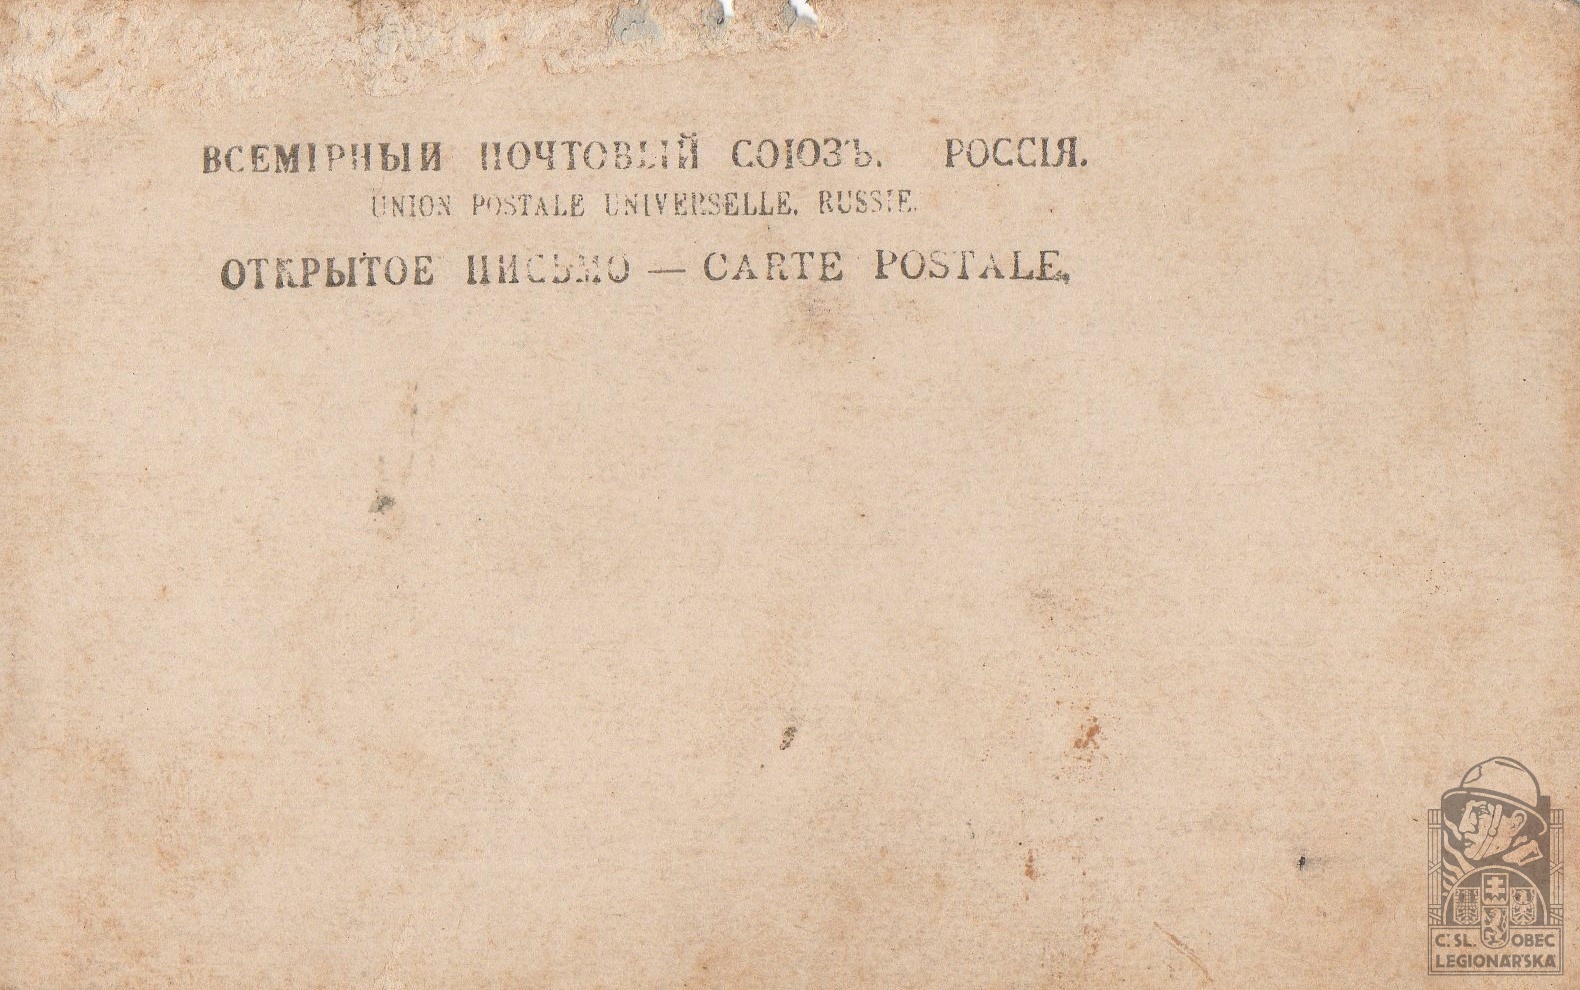 ВСЕМІРНЫЙ ПОЧТОВЫЙ СОЮЗЪ. РОССІЯ.
UNION POSTALE UNIVERSELLE. RUSSIE.
ОТКРЫТОЕ ПИСЬМО — CARTE POSTALE.
Č.SL. OBEC
LEGIONÁŘSKÁ